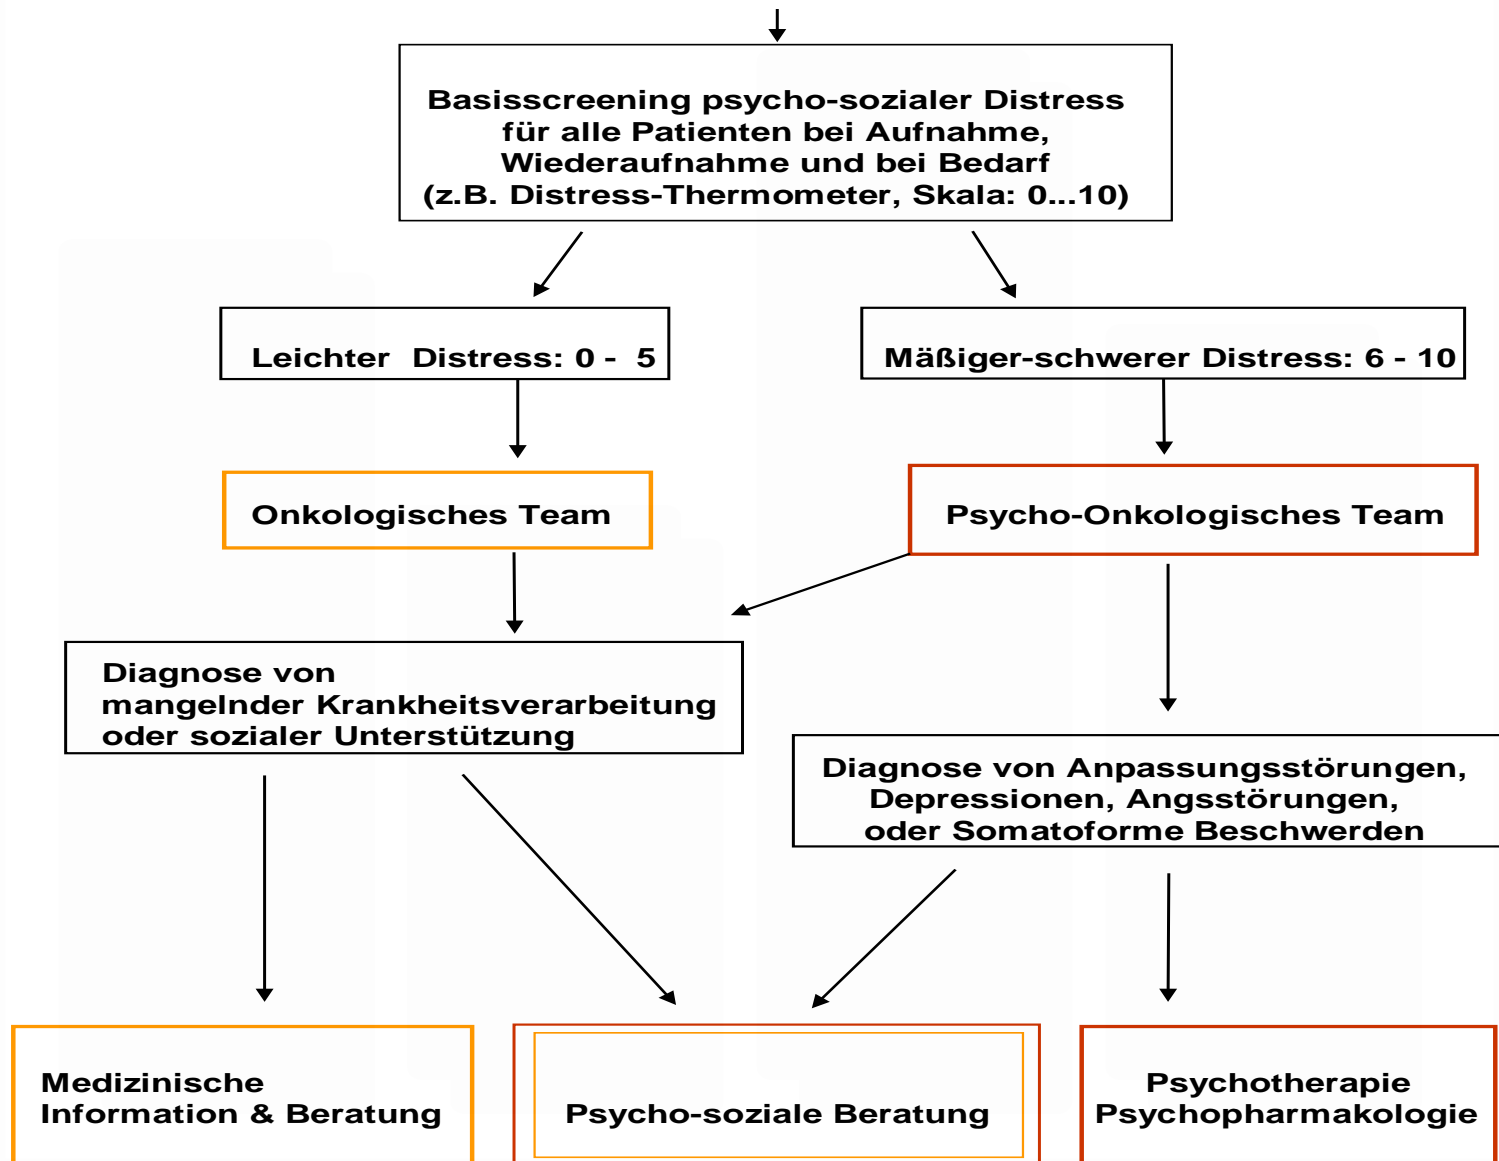 Basisscreening psycho-sozialer Distress
für alle Patienten bei Aufnahme,
Wiederaufnahme und bei Bedarf
(z.B. Distress-Thermometer, Skala: 0...10)
Leichter Distress: 0 - 5
Mäßiger-schwerer Distress: 6 - 10
Onkologisches Team
Psycho-Onkologisches Team
Diagnose von
mangelnder Krankheitsverarbeitung
oder sozialer Unterstützung
Diagnose von Anpassungsstörungen,
Depressionen, Angsstörungen,
oder Somatoforme Beschwerden
Medizinische
Information & Beratung
Psycho-soziale Beratung
Psychotherapie
Psychopharmakologie